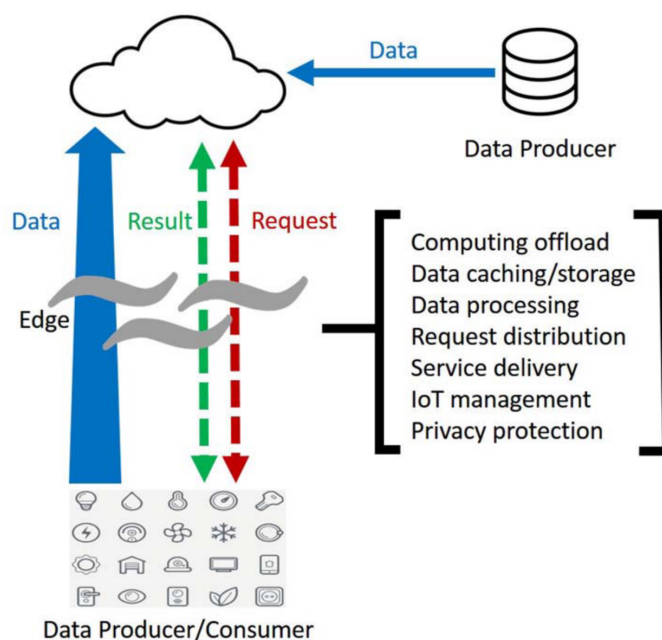 Data
Data Producer
Data
Result
Request
Edge
Computing offload
Data caching/storage
Data processing
Request distribution
Service delivery
IoT management
Privacy protection
Data Producer/Consumer